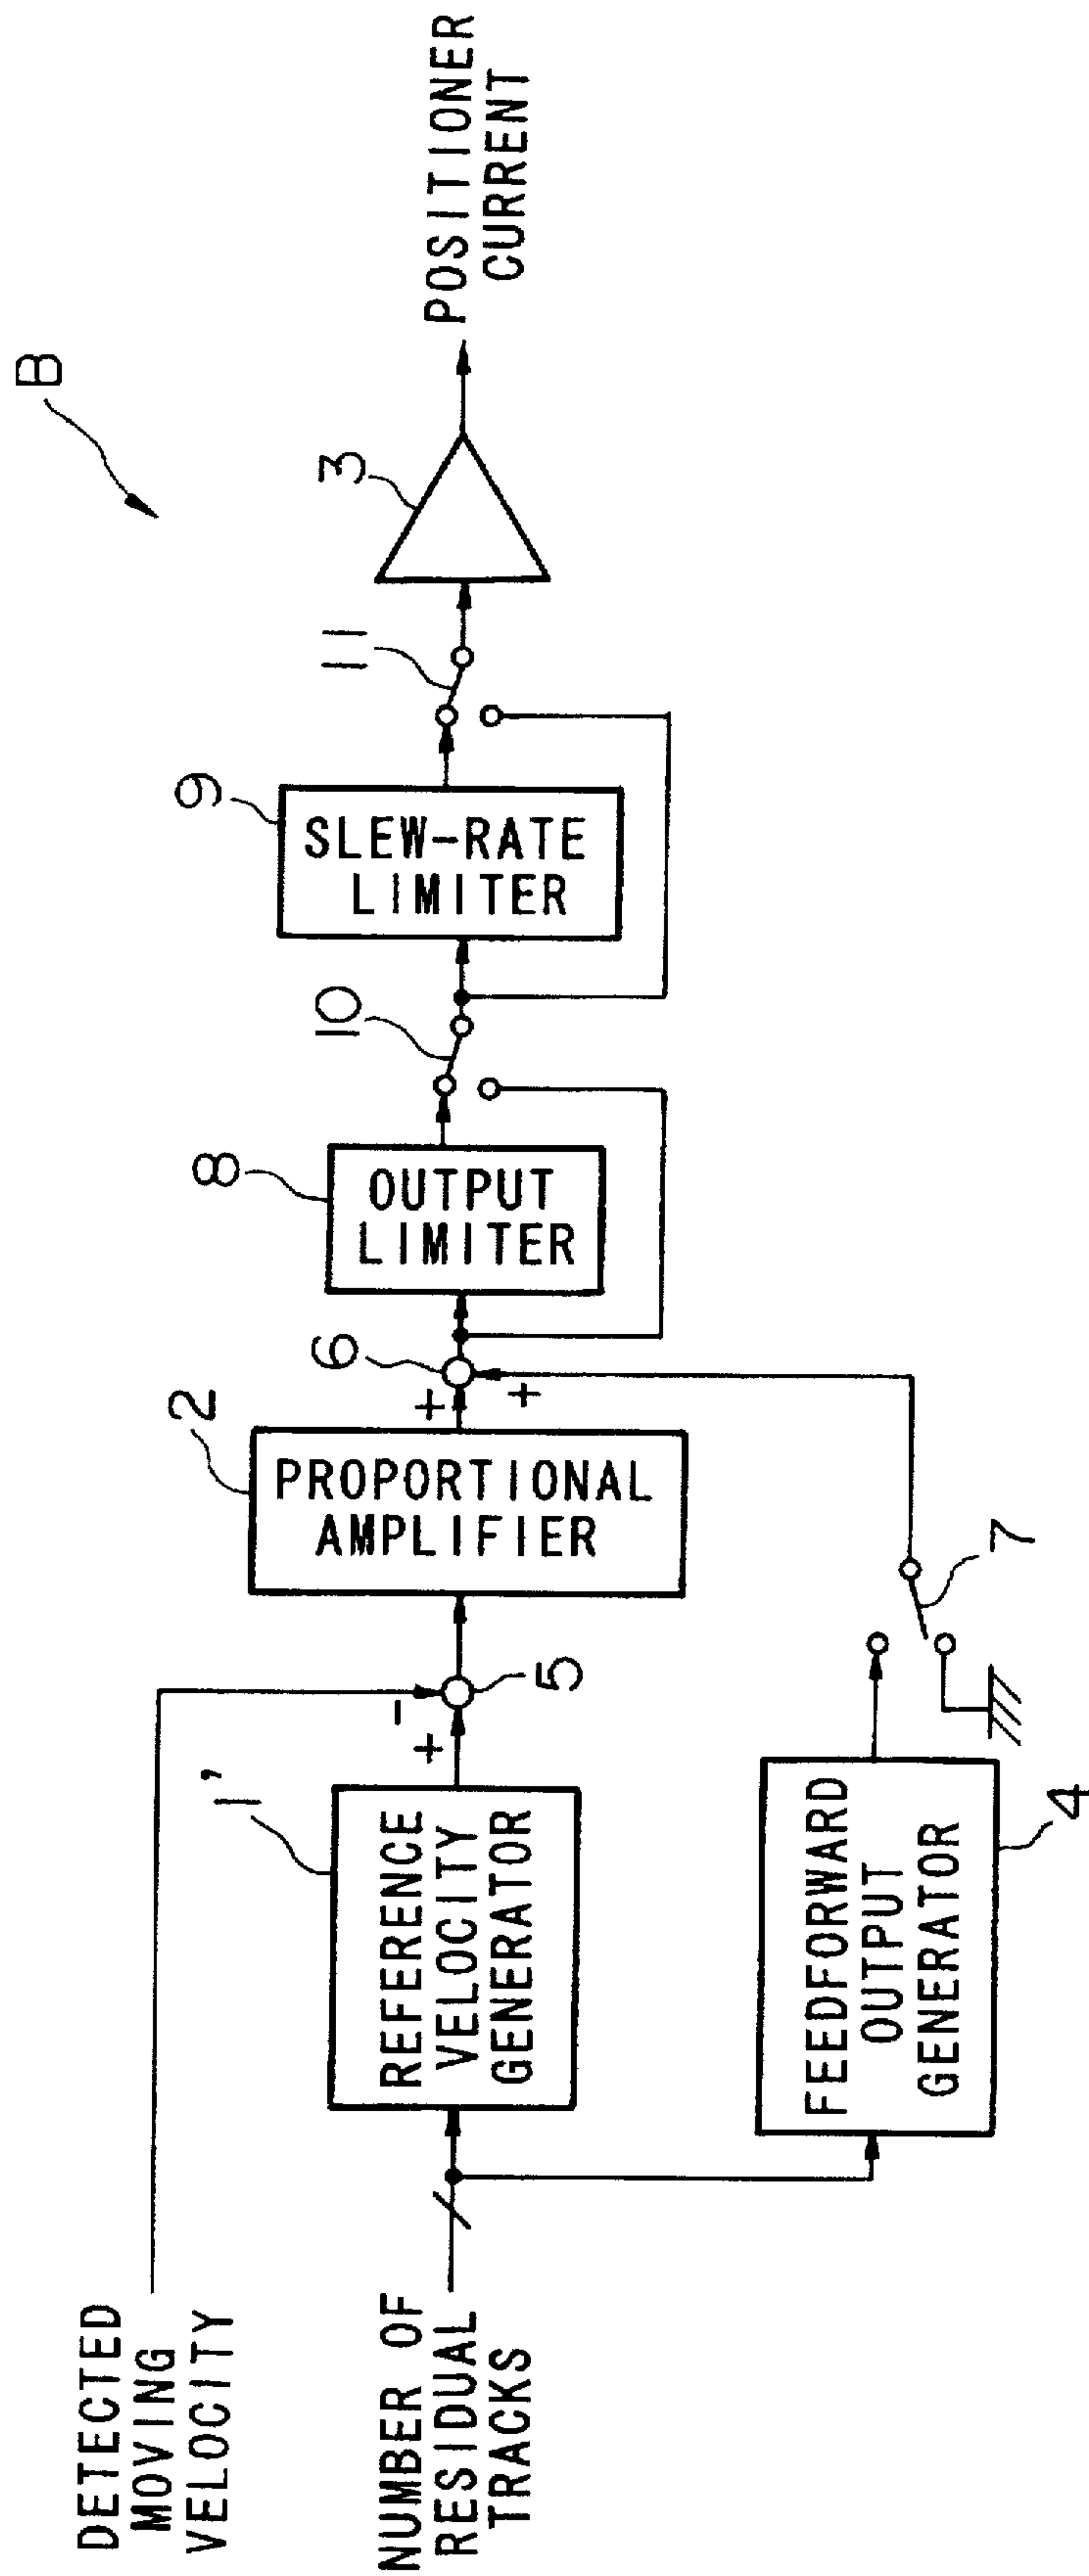 B
DETECTED
MOVING
VELOCITY
NUMBER OF
RESIDUAL
TRACKS
1'
REFERENCE
VELOCITY
GENERATOR
+
-
5
2
PROPORTIONAL
AMPLIFIER
+
+
6
8
OUTPUT
LIMITER
10
9
SLEW-RATE
LIMITER
11
3
POSITIONER
CURRENT
FEEDFORWARD
OUTPUT
GENERATOR
4
7